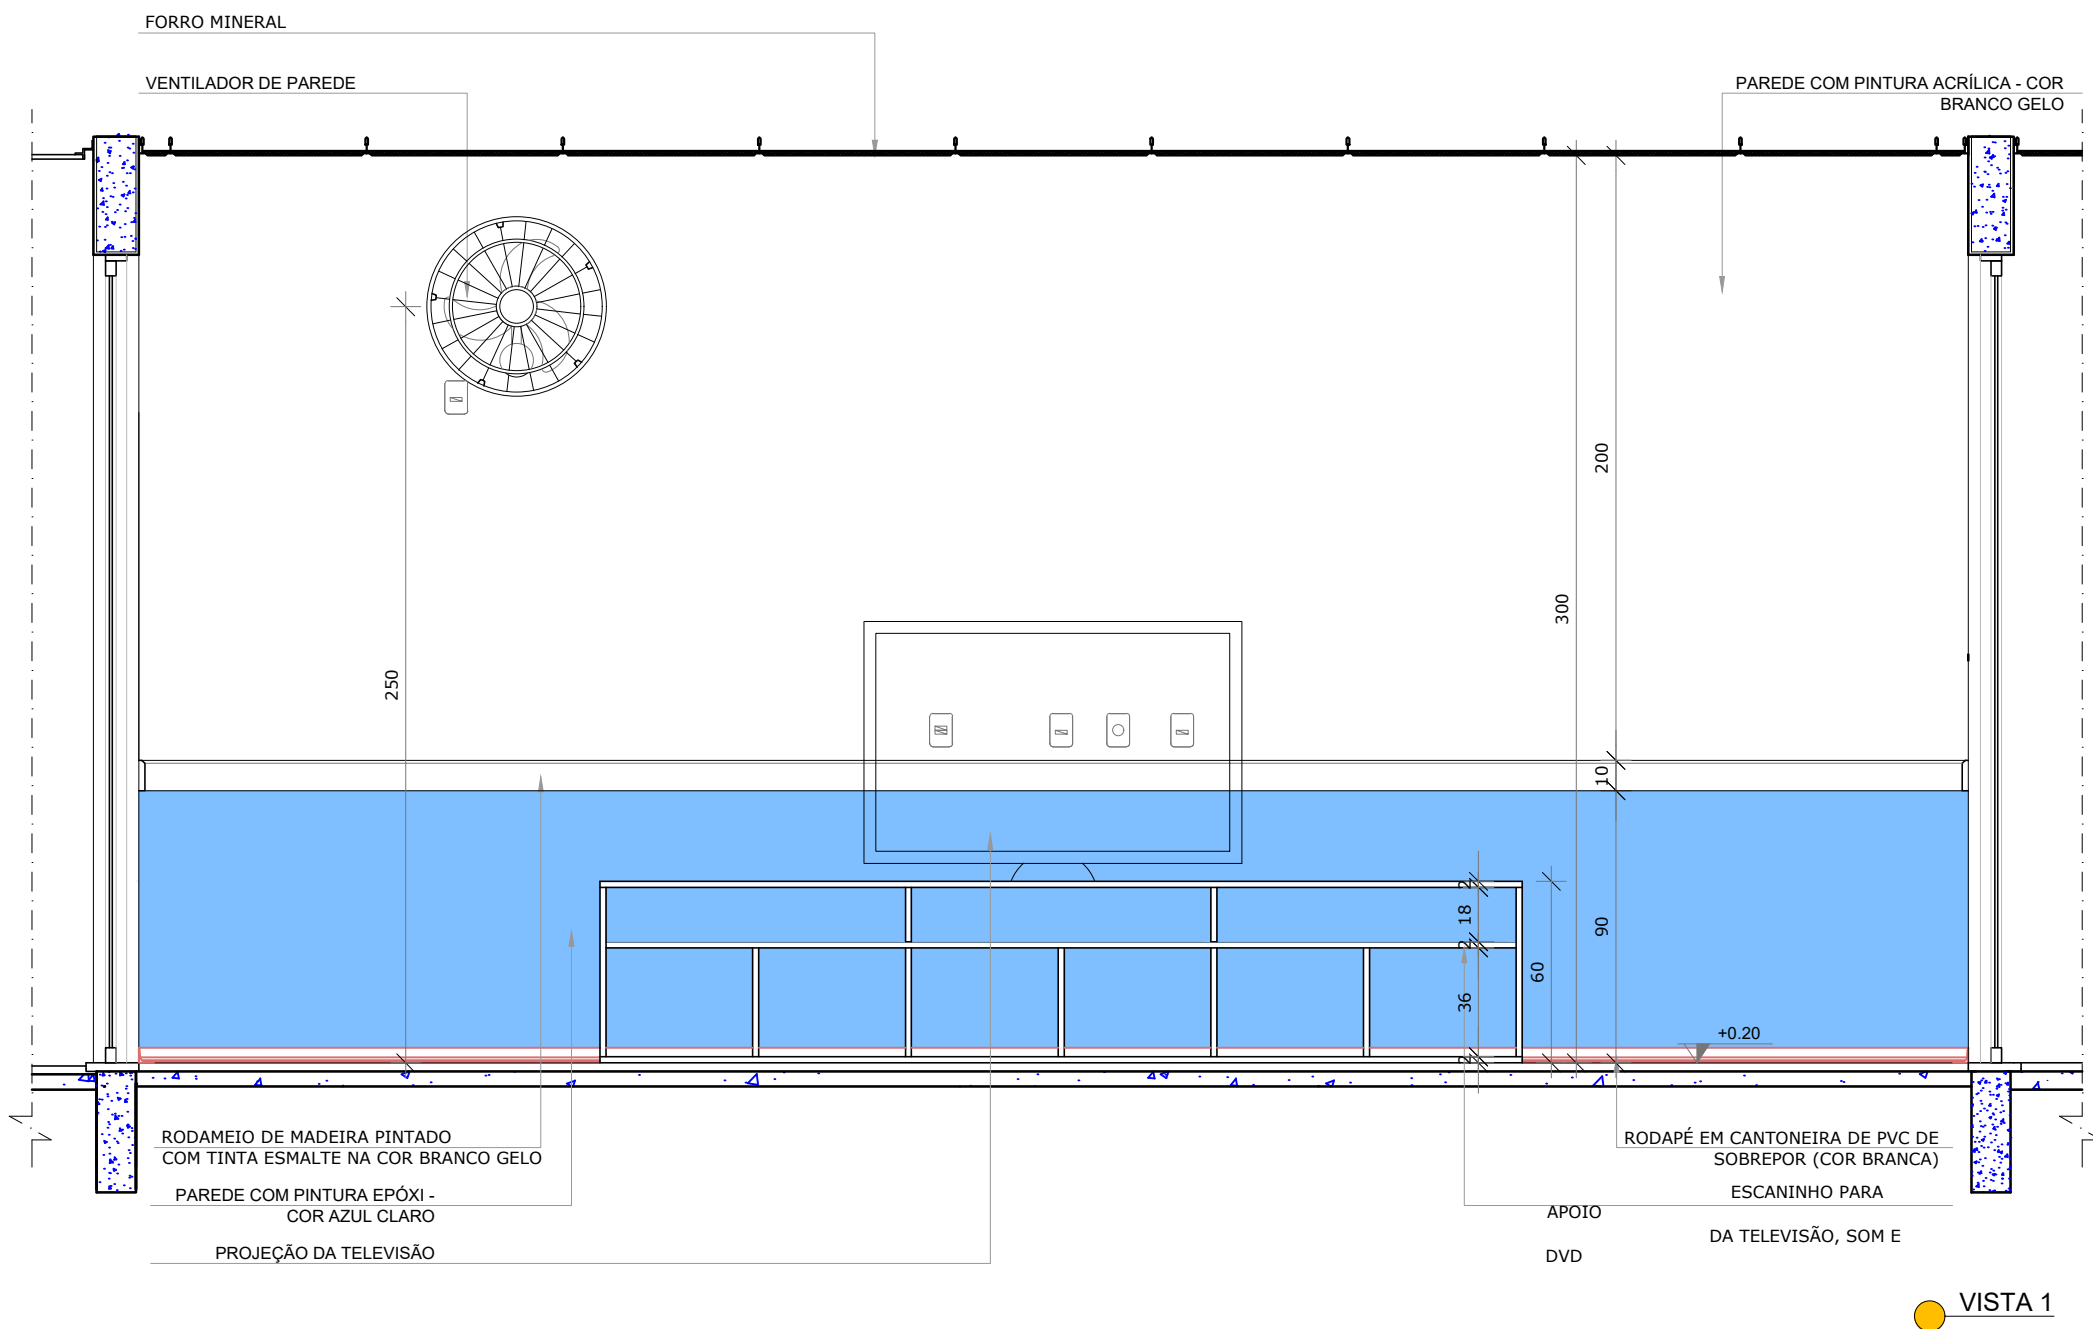 FORRO MINERAL
VENTILADOR DE PAREDE
PAREDE COM PINTURA ACRÍLICA - COR
BRANCO GELO
200
300
250
10
2
18
2
36
2
60
90
+0.20
RODAMEIO DE MADEIRA PINTADO
COM TINTA ESMALTE NA COR BRANCO GELO
PAREDE COM PINTURA EPÓXI -
COR AZUL CLARO
PROJEÇÃO DA TELEVISÃO
RODAPÉ EM CANTONEIRA DE PVC DE
SOBREPOR (COR BRANCA)
ESCANINHO PARA
APOIO
DA TELEVISÃO, SOM E
DVD
VISTA 1